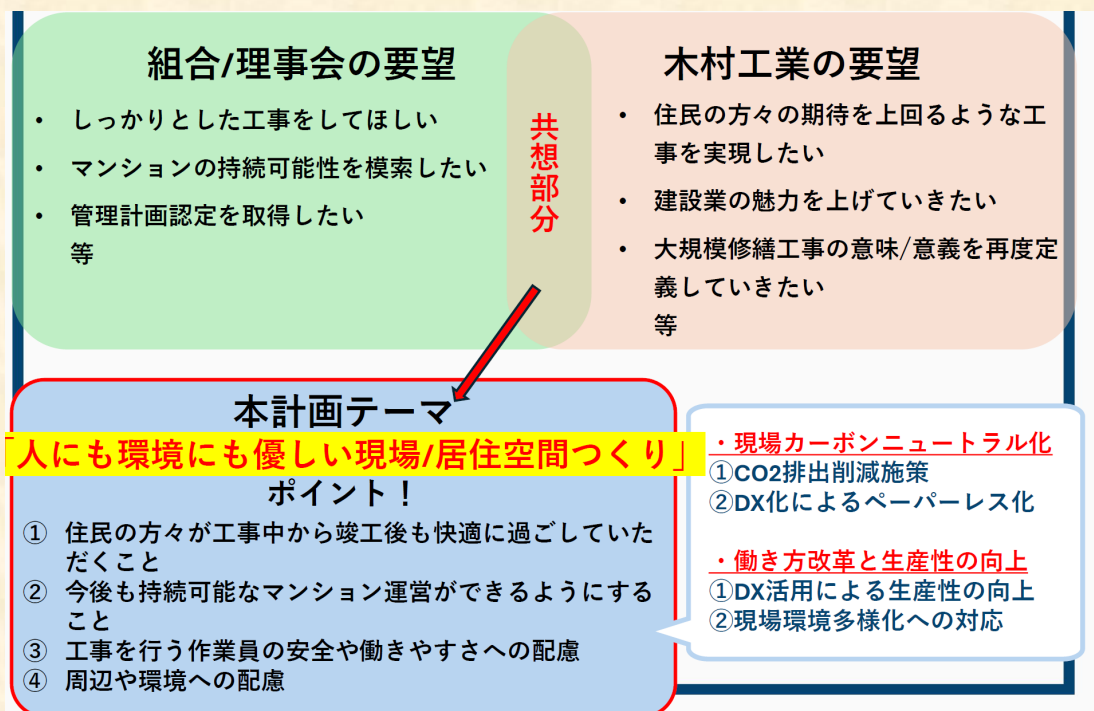 組合/理事会の要望
・ しっかりとした工事をしてほしい
・ マンションの持続可能性を模索したい
・ 管理計画認定を取得したい
等
共想部分
木村工業の要望
・ 住民の方々の期待を上回るような工
事を実現したい
・ 建設業の魅力を上げていきたい
・ 大規模修繕工事の意味/意義を再度定
義していきたい
等
本計画テーマ
「人にも環境にも優しい現場/居住空間つくり」
ポイント！
① 住民の方々が工事中から竣工後も快適に過ごしていた
だくこと
② 今後も持続可能なマンション運営ができるようにする
こと
③ 工事を行う作業員の安全や働きやすさへの配慮
④ 周辺や環境への配慮
・現場カーボンニュートラル化
①CO2排出削減施策
②DX化によるペーパーレス化
・働き方改革と生産性の向上
①DX活用による生産性の向上
②現場環境多様化への対応